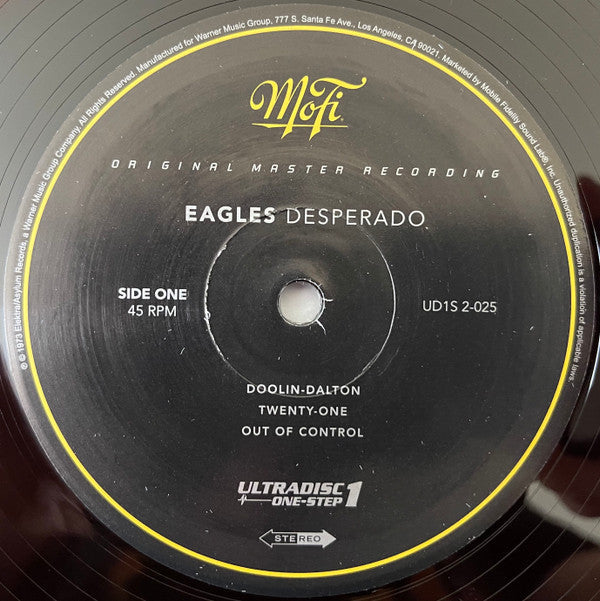 ℗ © 1973 Elektra/Asylum Records, a Warner Music Group Company. All Rights Reserved. Manufactured for Warner Music Group, 777 S. Santa Fe Ave., Los Angeles, CA 90021. Marketed by Mobile Fidelity Sound Lab®, Inc. Unauthorized duplication is a violation of applicable laws.
MoFi
ORIGINAL MASTER RECORDING
EAGLES DESPERADO
SIDE ONE
45 RPM
UD1S 2-025
DOOLIN-DALTON
TWENTY-ONE
OUT OF CONTROL
ULTRADISC
ONE-STEP 1
STEREO